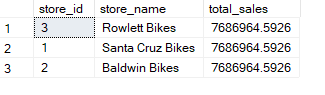 store_id store_name total_sales
1 3 Rowlett Bikes 7686964.5926
2 1 Santa Cruz Bikes 7686964.5926
3 2 Baldwin Bikes 7686964.5926